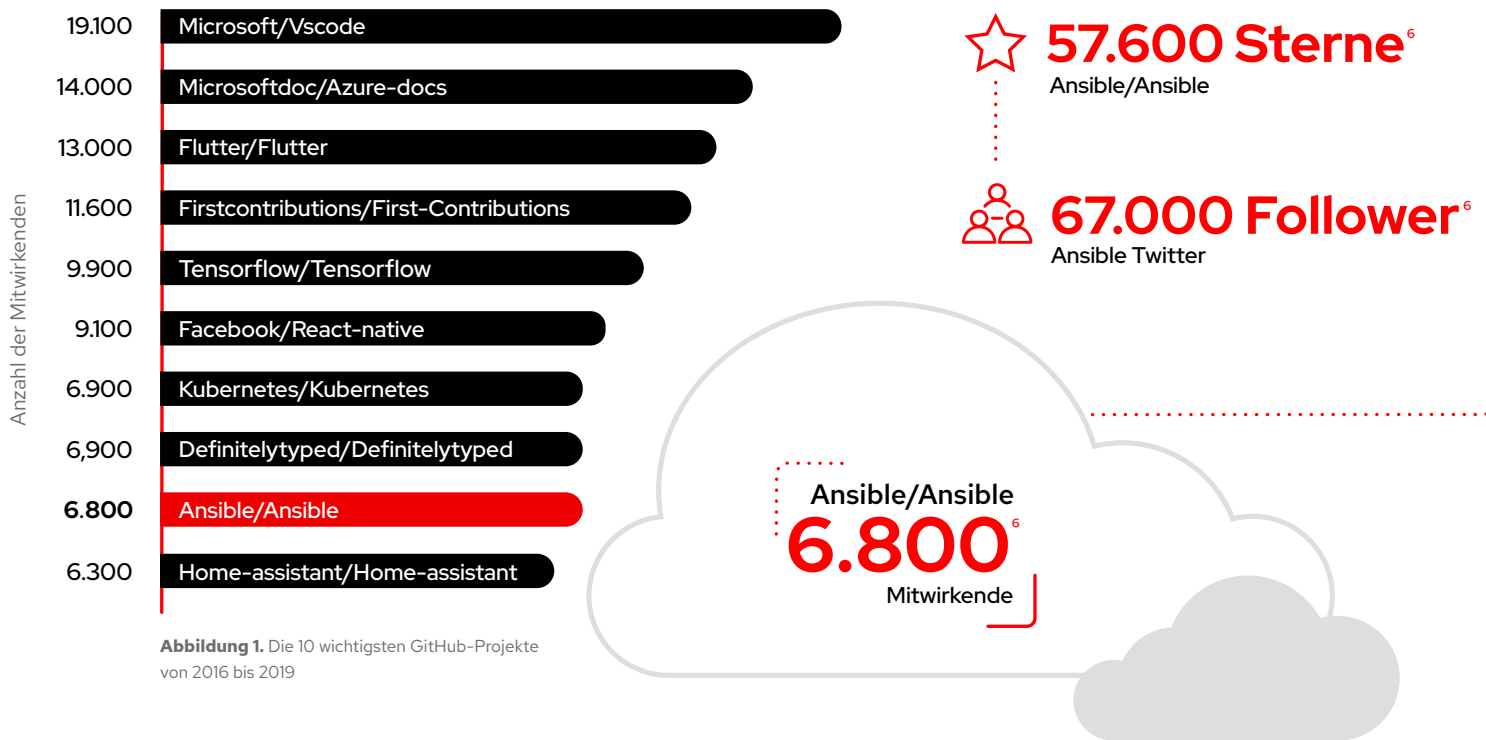 Anzahl der Mitwirkenden
19.100 Microsoft/Vscode
14.000 Microsoftdoc/Azure-docs
13.000 Flutter/Flutter
11.600 Firstcontributions/First-Contributions
9.900 Tensorflow/Tensorflow
9.100 Facebook/React-native
6.900 Kubernetes/Kubernetes
6,900 Definitelytyped/Definitelytyped
6.800 Ansible/Ansible
6.300 Home-assistant/Home-assistant
Abbildung 1. Die 10 wichtigsten GitHub-Projekte
von 2016 bis 2019
57.600 Sterne6
Ansible/Ansible
67.000 Follower6
Ansible Twitter
Ansible/Ansible
6.8006
Mitwirkende